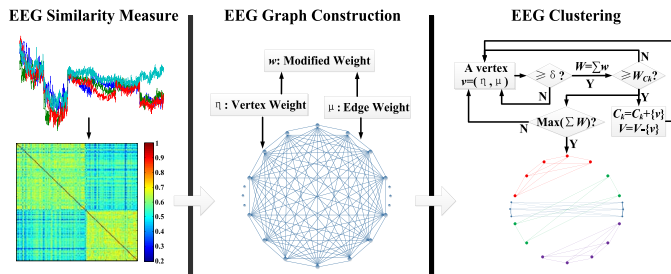 EEG Similarity Measure
EEG Graph Construction
EEG Clustering
1
0.9
0.8
0.7
0.6
0.5
0.4
0.3
0.2
w: Modified Weight
η : Vertex Weight
μ : Edge Weight
A vertex
v=(η , μ)
≥ δ ?
N
W=∑w
Y
≥W_Ck?
N
Y
C_k=C_k+{v}
V=V-{v}
Max(∑ W)?
N
Y